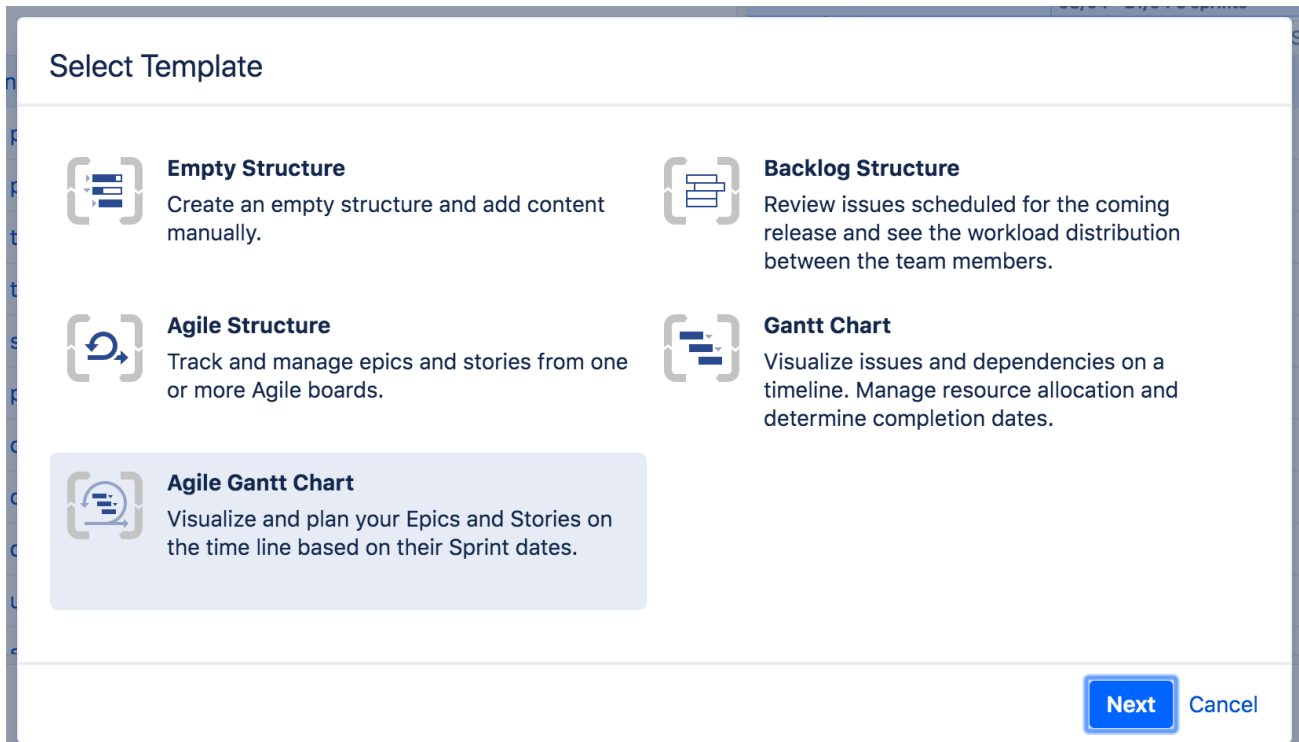 Select Template
Empty Structure
Create an empty structure and add content
manually.
Backlog Structure
Review issues scheduled for the coming
release and see the workload distribution
between the team members.
Agile Structure
Track and manage epics and stories from one
or more Agile boards.
Gantt Chart
Visualize issues and dependencies on a
timeline. Manage resource allocation and
determine completion dates.
Agile Gantt Chart
Visualize and plan your Epics and Stories on
the time line based on their Sprint dates.
Next
Cancel